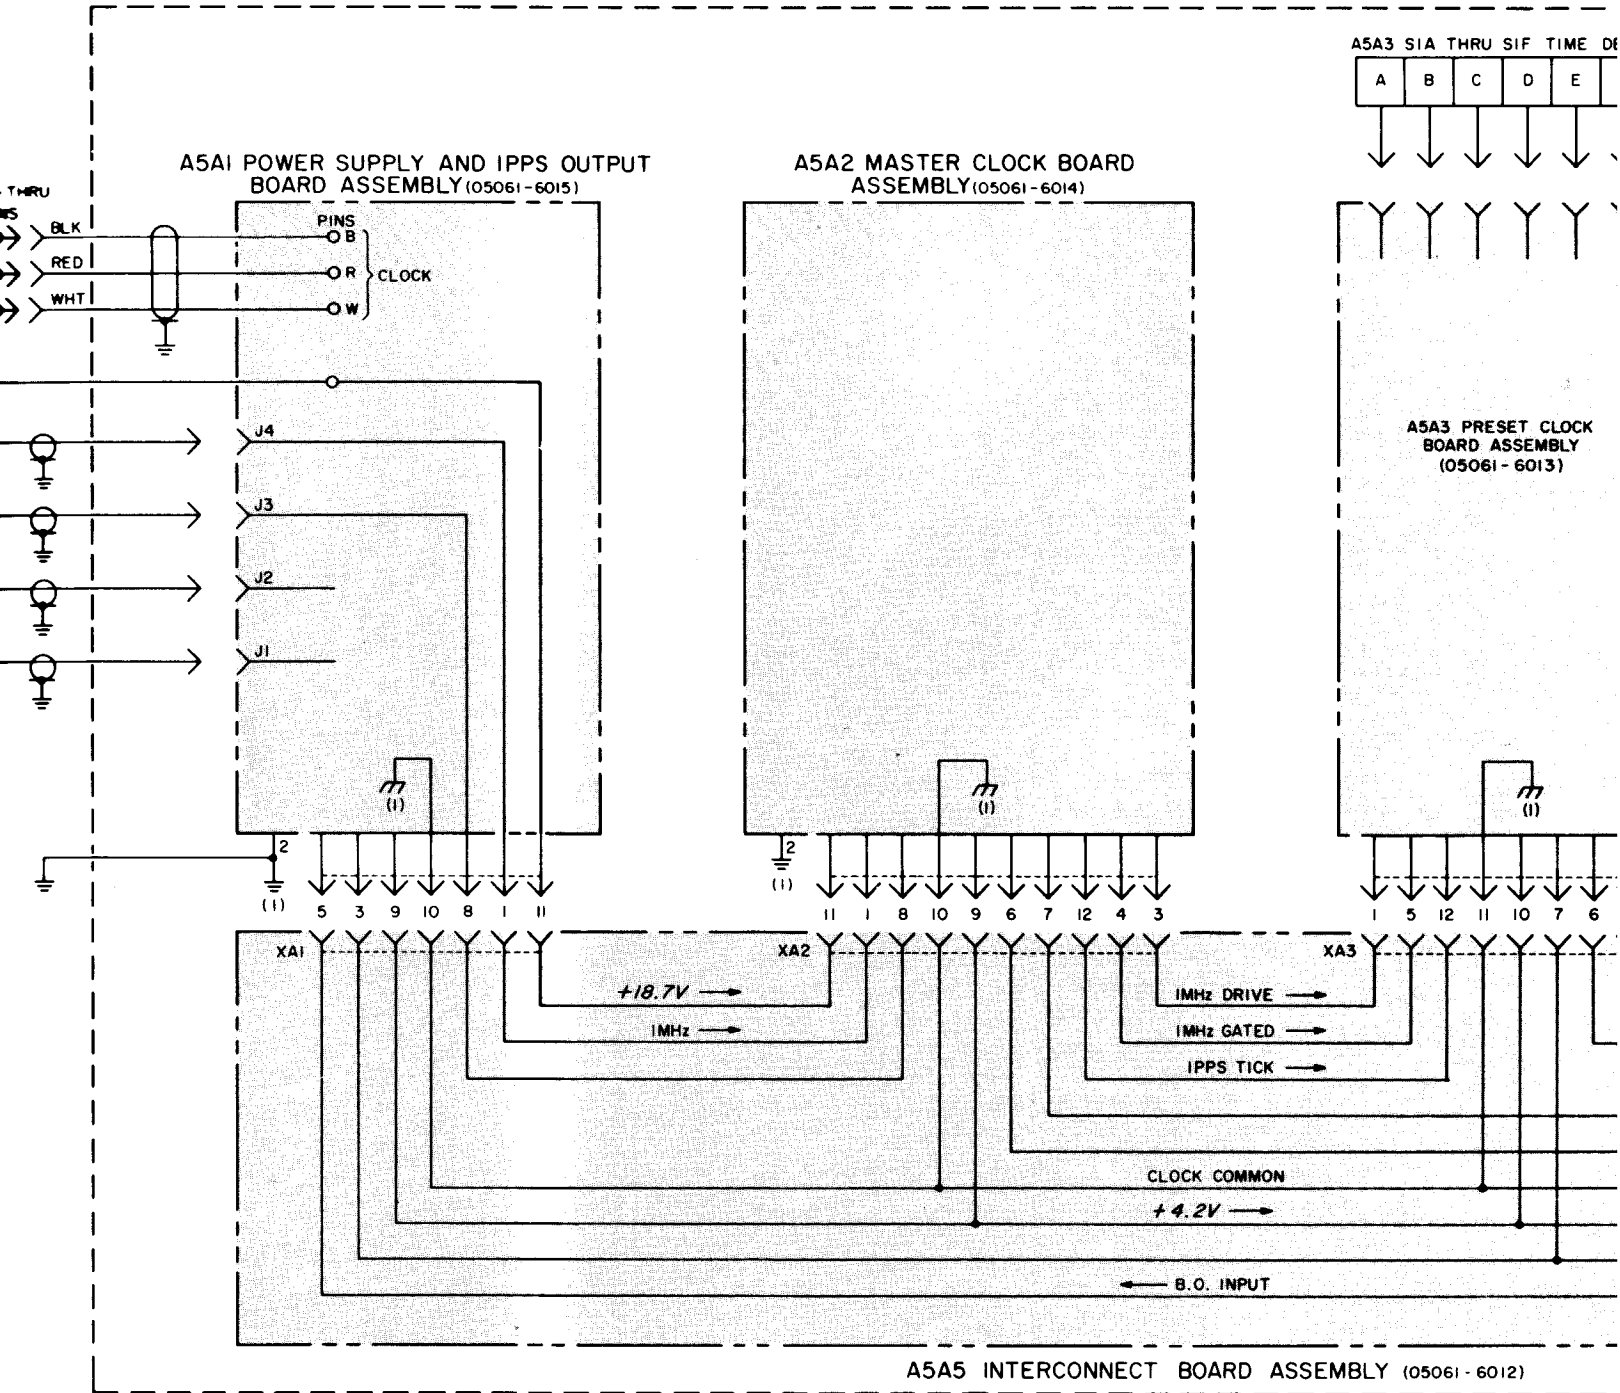 A5A3 S1A THRU S1F TIME
A B C D E
A5A1 POWER SUPPLY AND 1PPS OUTPUT
BOARD ASSEMBLY (05061-6015)
A5A2 MASTER CLOCK BOARD
ASSEMBLY (05061-6014)
THRU
BLK
RED
WHT
PINS
B
R
W
CLOCK
J4
J3
J2
J1
A5A3 PRESET CLOCK
BOARD ASSEMBLY
(05061-6013)
(1)
(1)
(1)
2
(1)
2
(1)
5 3 9 10 8 1 11
11 1 8 10 9 6 7 12 4 3
1 5 12 11 10 7 6
XA1
XA2
XA3
+18.7V
1MHz
1MHz DRIVE
1MHz GATED
1PPS TICK
CLOCK COMMON
+4.2V
B.O. INPUT
A5A5 INTERCONNECT BOARD ASSEMBLY (05061-6012)